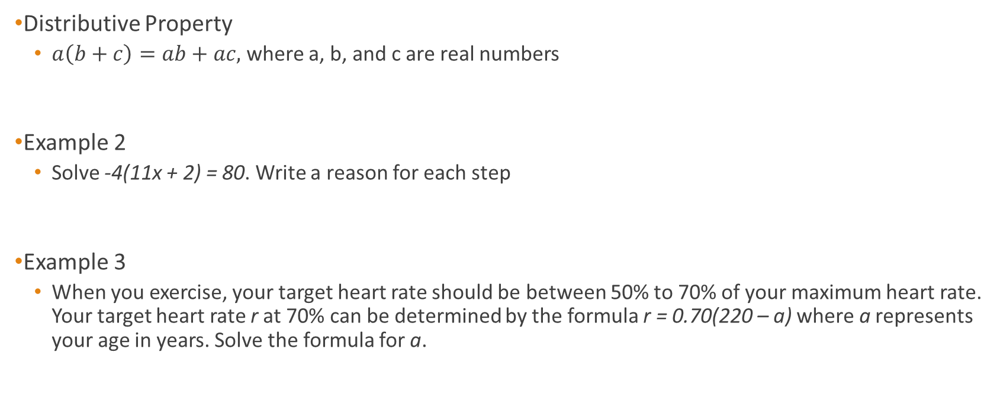 •Distributive Property
• a(b + c) = ab + ac, where a, b, and c are real numbers
•Example 2
• Solve -4(11x + 2) = 80. Write a reason for each step
•Example 3
• When you exercise, your target heart rate should be between 50% to 70% of your maximum heart rate.
Your target heart rate r at 70% can be determined by the formula r = 0.70(220 – a) where a represents
your age in years. Solve the formula for a.